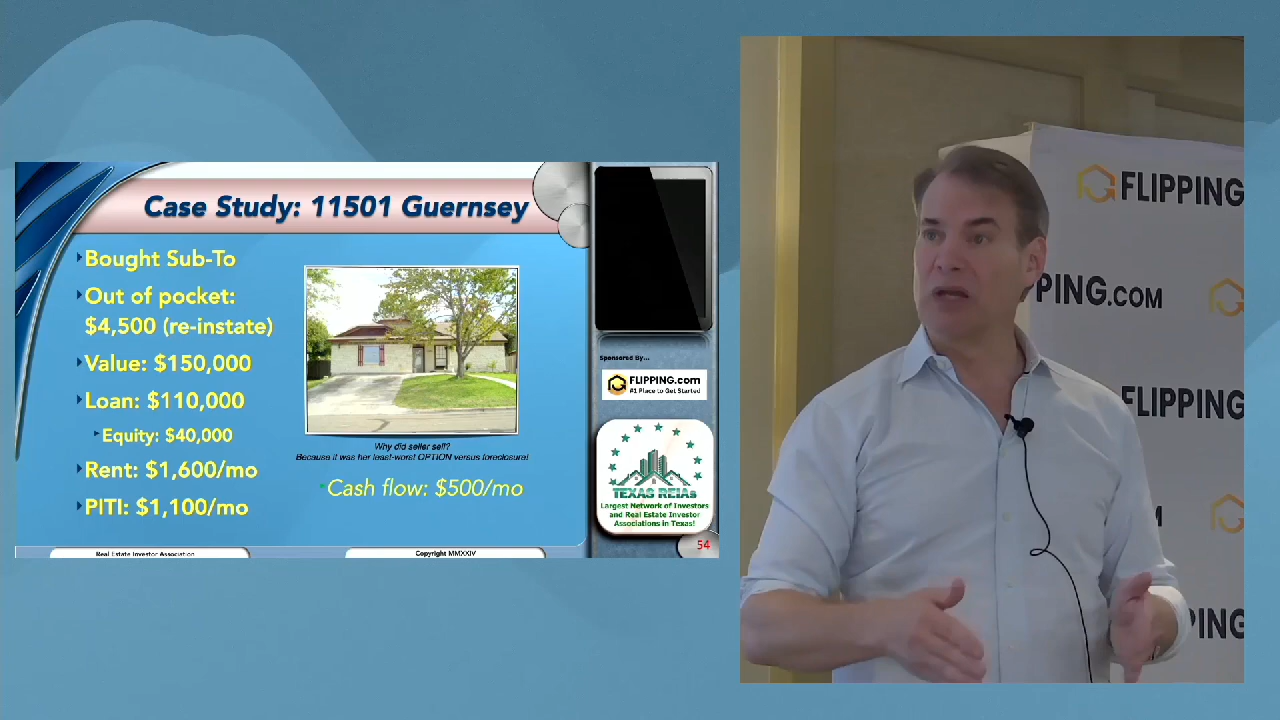 Case Study: 11501 Guernsey
Bought Sub-To
Out of pocket:
$4,500 (re-instate)
Value: $150,000
Loan: $110,000
Equity: $40,000
Rent: $1,600/mo
PITI: $1,100/mo
Why did seller sell?
Because it was her least-worst OPTION versus foreclosure!
Cash flow: $500/mo
Real Estate Investor Association
Copyright MMXXIV
Sponsored By...
FLIPPING.com
#1 Place to Get Started
TEXAS REIAs
Largest Network of Investors
and Real Estate Investor
Associations in Texas!
54
FLIPPING
PING.COM
FLIPPING
PING